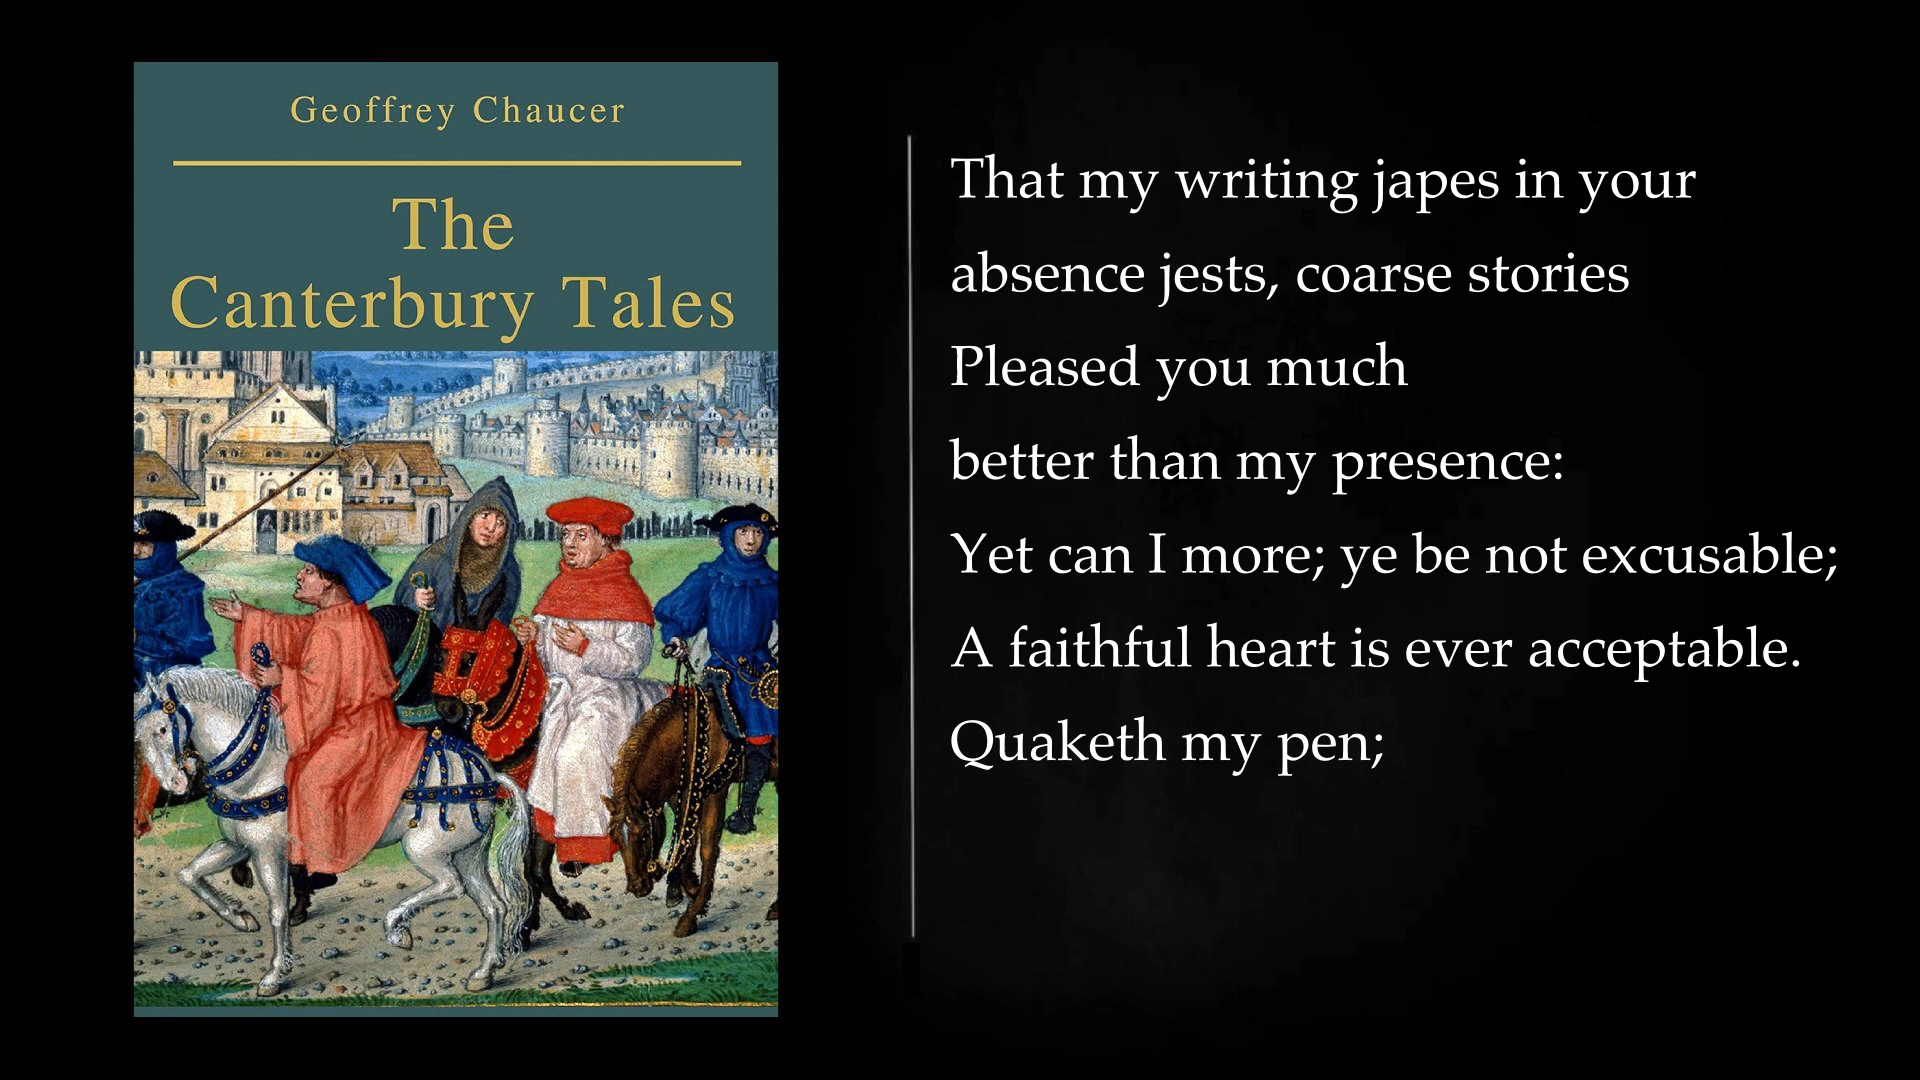 Geoffrey Chaucer
The
Canterbury Tales
That my writing japes in your
absence jests, coarse stories
Pleased you much
better than my presence:
Yet can I more; ye be not excusable;
A faithful heart is ever acceptable.
Quaketh my pen;